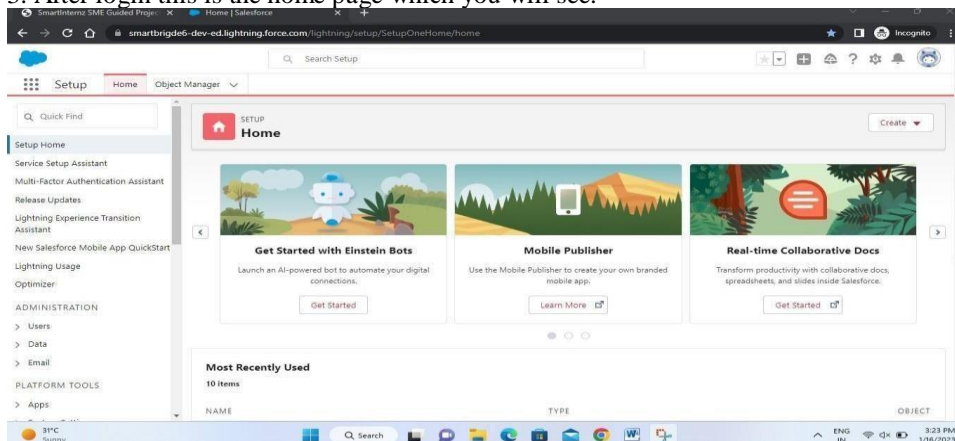 3. After login this is the home page which you will see.
SmartInternz SME Guided Projec
Home | Salesforce
smartbrigde6-dev-ed.lightning.force.com/lightning/setup/SetupOneHome/home
Incognito
Search Setup
Setup
Home
Object Manager
Quick Find
Setup Home
Service Setup Assistant
Multi-Factor Authentication Assistant
Release Updates
Lightning Experience Transition
Assistant
New Salesforce Mobile App QuickStart
Lightning Usage
Optimizer
ADMINISTRATION
Users
Data
Email
PLATFORM TOOLS
Apps
SETUP
Home
Create
Get Started with Einstein Bots
Launch an AI-powered bot to automate your digital
connections.
Get Started
Mobile Publisher
Use the Mobile Publisher to create your own branded
mobile app.
Learn More
Real-time Collaborative Docs
Transform productivity with collaborative docs,
spreadsheets, and slides inside Salesforce.
Get Started
Most Recently Used
10 items
NAME
TYPE
OBJECT
31°C
Sunny
Search
ENG
IN
3:23 PM